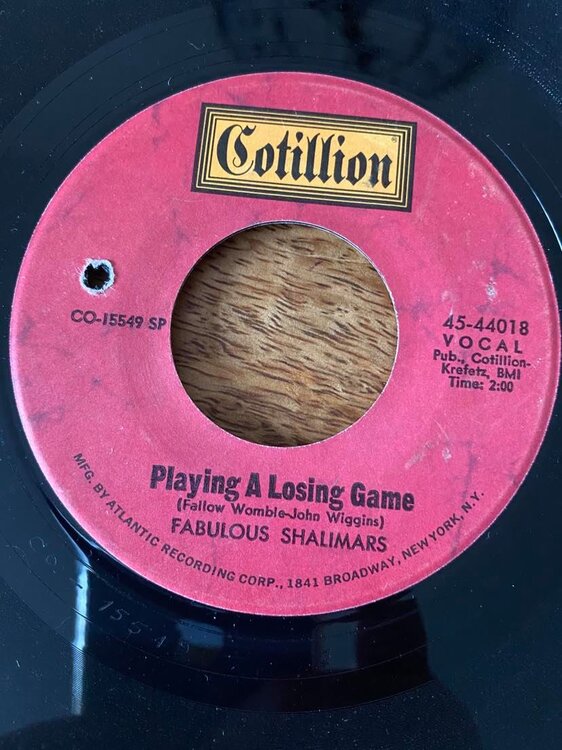 Cotillion
CO-15549 SP
45-44018
VOCAL
Pub., Cotillion-
Krefetz, BMI
Time: 2:00
Playing A Losing Game
(Fallow Womble-John Wiggins)
FABULOUS SHALIMARS
MFG. BY ATLANTIC RECORDING CORP., 1841 BROADWAY, NEW YORK, N.Y.